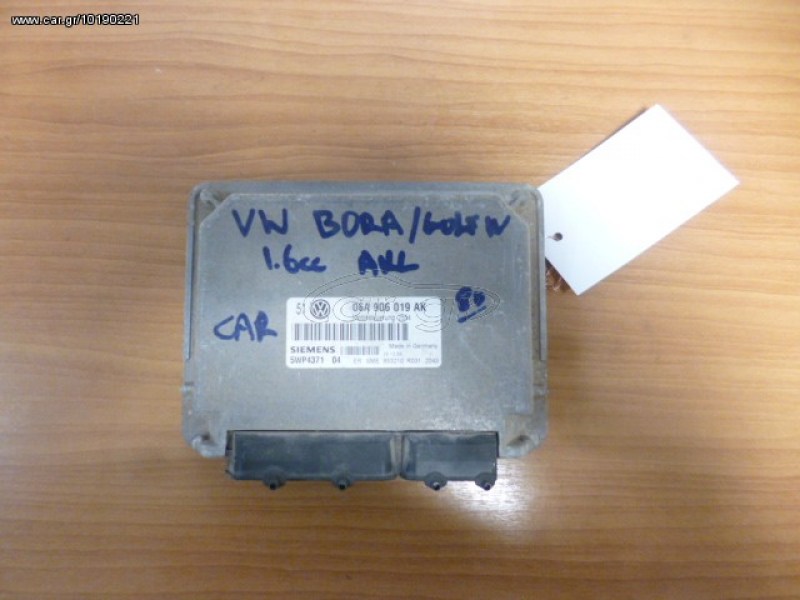 www.car.gr/10190221
VW BORA/GOLF IV
1.6cc AKL
51 06A 906 019 AK
CAR
50
SIEMENS Made in Germany
5WP4371 04